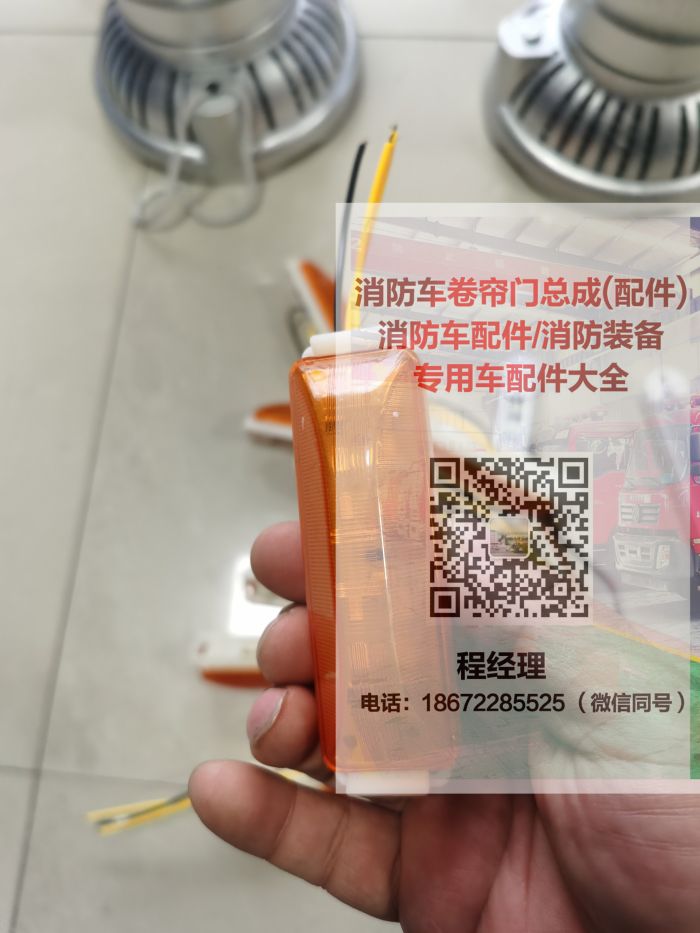 消防车卷帘门总成(配件)
消防车配件/消防装备
专用车配件大全
程经理
电话：18672285525（微信同号）